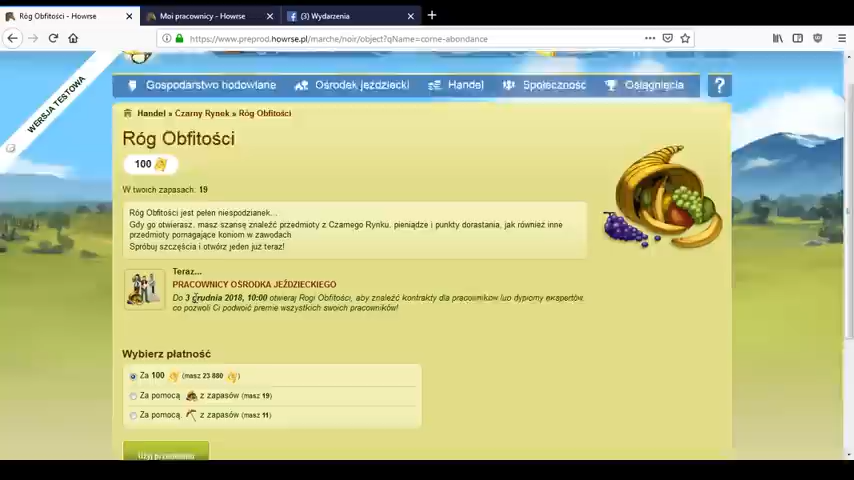 Róg Obfitości - Howrse
Moi pracownicy - Howrse
(3) Wydarzenia
https://www.preprod.howrse.pl/marche/noir/object?qName=corne-abondance
WERSJA TESTOWA
Gospodarstwo hodowlane
Ośrodek jeździecki
Handel
Społeczność
Osiągnięcia
?
Handel » Czarny Rynek » Róg Obfitości
Róg Obfitości
100
W twoich zapasach: 19
Róg Obfitości jest pełen niespodzianek...
Gdy go otwierasz, masz szansę znaleźć przedmioty z Czarnego Rynku, pieniądze i punkty dorastania, jak również inne
przedmioty pomagające koniom w zawodach
Spróbuj szczęścia i otwórz jeden już teraz!
Teraz...
PRACOWNICY OŚRODKA JEŹDZIECKIEGO
Do 3 grudnia 2018, 10:00 otwieraj Rogi Obfitości, aby znaleźć kontrakty dla pracowników lub dyplomy ekspertów,
co pozwoli Ci podwoić premie wszystkich swoich pracowników!
Wybierz płatność
Za 100 (masz 23 880)
Za pomocą z zapasów (masz 19)
Za pomocą z zapasów (masz 11)
Użyj przedmiotu